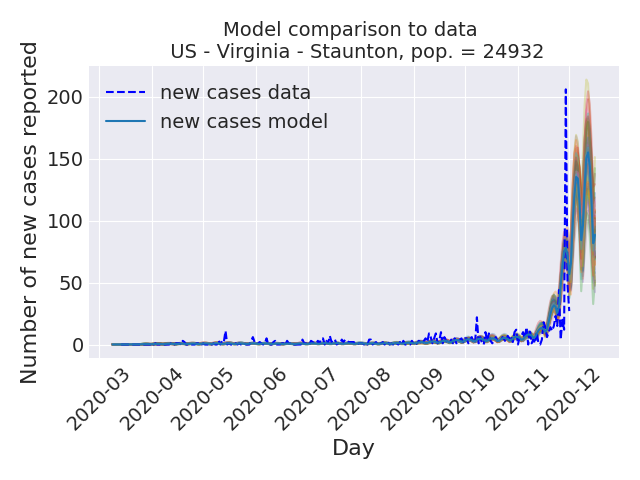 Model comparison to data
US - Virginia - Staunton, pop. = 24932
new cases data
new cases model
Number of new cases reported
200
150
100
50
0
2020-03
2020-04
2020-05
2020-06
2020-07
2020-08
2020-09
2020-10
2020-11
2020-12
Day